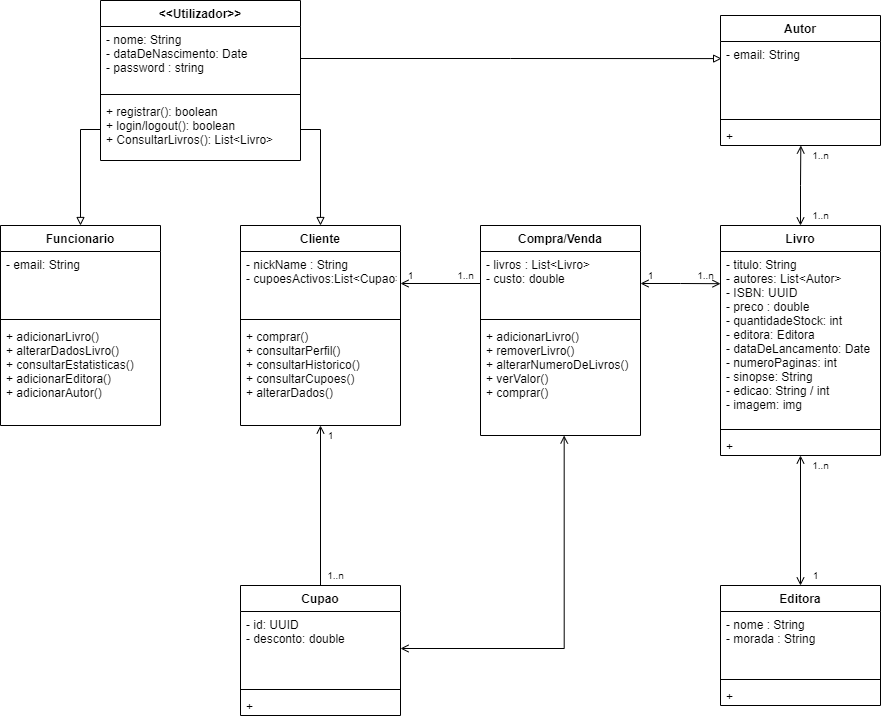 <<Utilizador>>
- nome: String
- dataDeNascimento: Date
- password : string
+ registrar(): boolean
+ login/logout(): boolean
+ ConsultarLivros(): List<Livro>
Autor
- email: String
+
1..n
1..n
Funcionario
- email: String
+ adicionarLivro()
+ alterarDadosLivro()
+ consultarEstatisticas()
+ adicionarEditora()
+ adicionarAutor()
Cliente
- nickName : String
- cupoesActivos:List<Cupao>
+ comprar()
+ consultarPerfil()
+ consultarHistorico()
+ consultarCupoes()
+ alterarDados()
1
1..n
Compra/Venda
- livros : List<Livro>
- custo: double
+ adicionarLivro()
+ removerLivro()
+ alterarNumeroDeLivros()
+ verValor()
+ comprar()
1
1..n
Livro
- titulo: String
- autores: List<Autor>
- ISBN: UUID
- preco : double
- quantidadeStock: int
- editora: Editora
- dataDeLancamento: Date
- numeroPaginas: int
- sinopse: String
- edicao: String / int
- imagem: img
+
1
1..n
1..n
1
Cupao
- id: UUID
- desconto: double
+
Editora
- nome : String
- morada : String
+